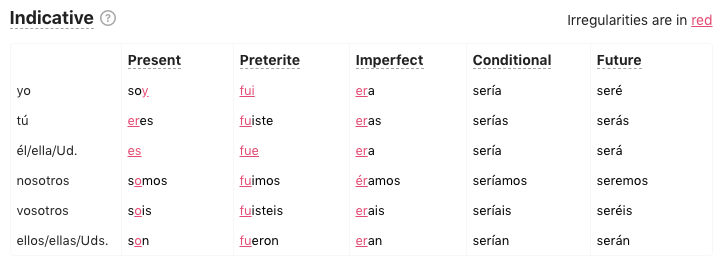 Indicative ?
Irregularities are in red
Present Preterite Imperfect Conditional Future
yo soy fui era sería seré
tú eres fuiste eras serías serás
él/ella/Ud. es fue era sería será
nosotros somos fuimos éramos seríamos seremos
vosotros sois fuisteis erais seríais seréis
ellos/ellas/Uds. son fueron eran serían serán